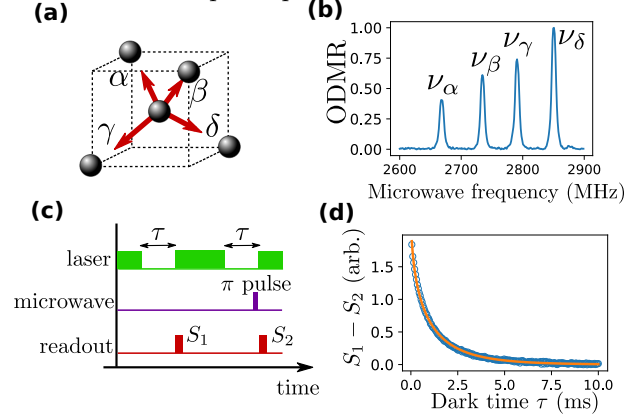 (a)
α
β
γ
δ
(b)
ν_α
ν_β
ν_γ
ν_δ
ODMR
1.00
0.75
0.50
0.25
0.00
2600
2700
2800
2900
Microwave frequency (MHz)
(c)
τ
τ
laser
π pulse
microwave
readout
S_1
S_2
time
(d)
S_1 − S_2 (arb.)
1.5
1.0
0.5
0.0
0.0
2.5
5.0
7.5
10.0
Dark time τ (ms)